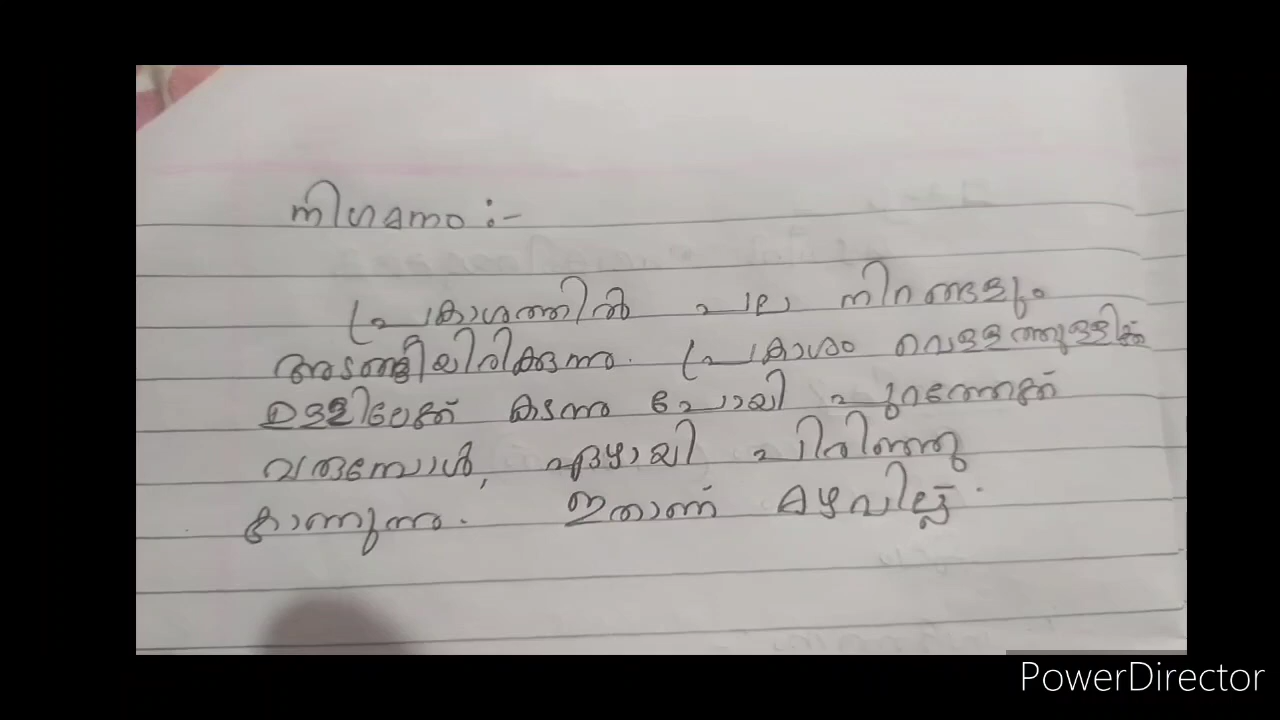 നിഗമനം :-
പ്രകാശത്തിൽ പല നിറങ്ങളും
അടങ്ങിയിരിക്കുന്നു. പ്രകാശം വെള്ളത്തുള്ളിക്ക്
ഉള്ളിലേക്ക് കടന്നു പോയി പുറത്തേക്ക്
വരുമ്പോൾ, ഏഴായി പിരിഞ്ഞു
കാണുന്നു. ഇതാണ് മഴവില്ല്.
PowerDirector